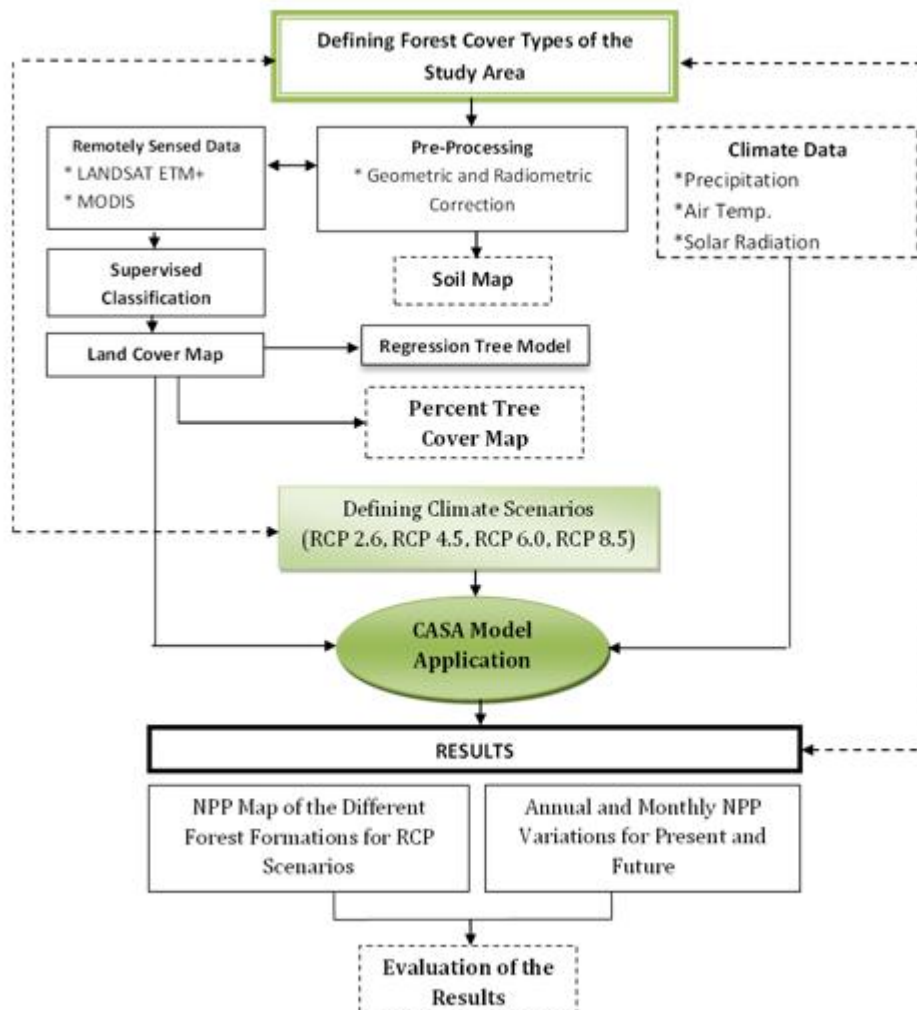 Defining Forest Cover Types of the
Study Area
Remotely Sensed Data
* LANDSAT ETM+
* MODIS
Pre-Processing
* Geometric and Radiometric
Correction
Climate Data
*Precipitation
*Air Temp.
*Solar Radiation
Supervised
Classification
Soil Map
Land Cover Map
Regression Tree Model
Percent Tree
Cover Map
Defining Climate Scenarios
(RCP 2.6, RCP 4.5, RCP 6.0, RCP 8.5)
CASA Model
Application
RESULTS
NPP Map of the Different
Forest Formations for RCP
Scenarios
Annual and Monthly NPP
Variations for Present and
Future
Evaluation of the
Results